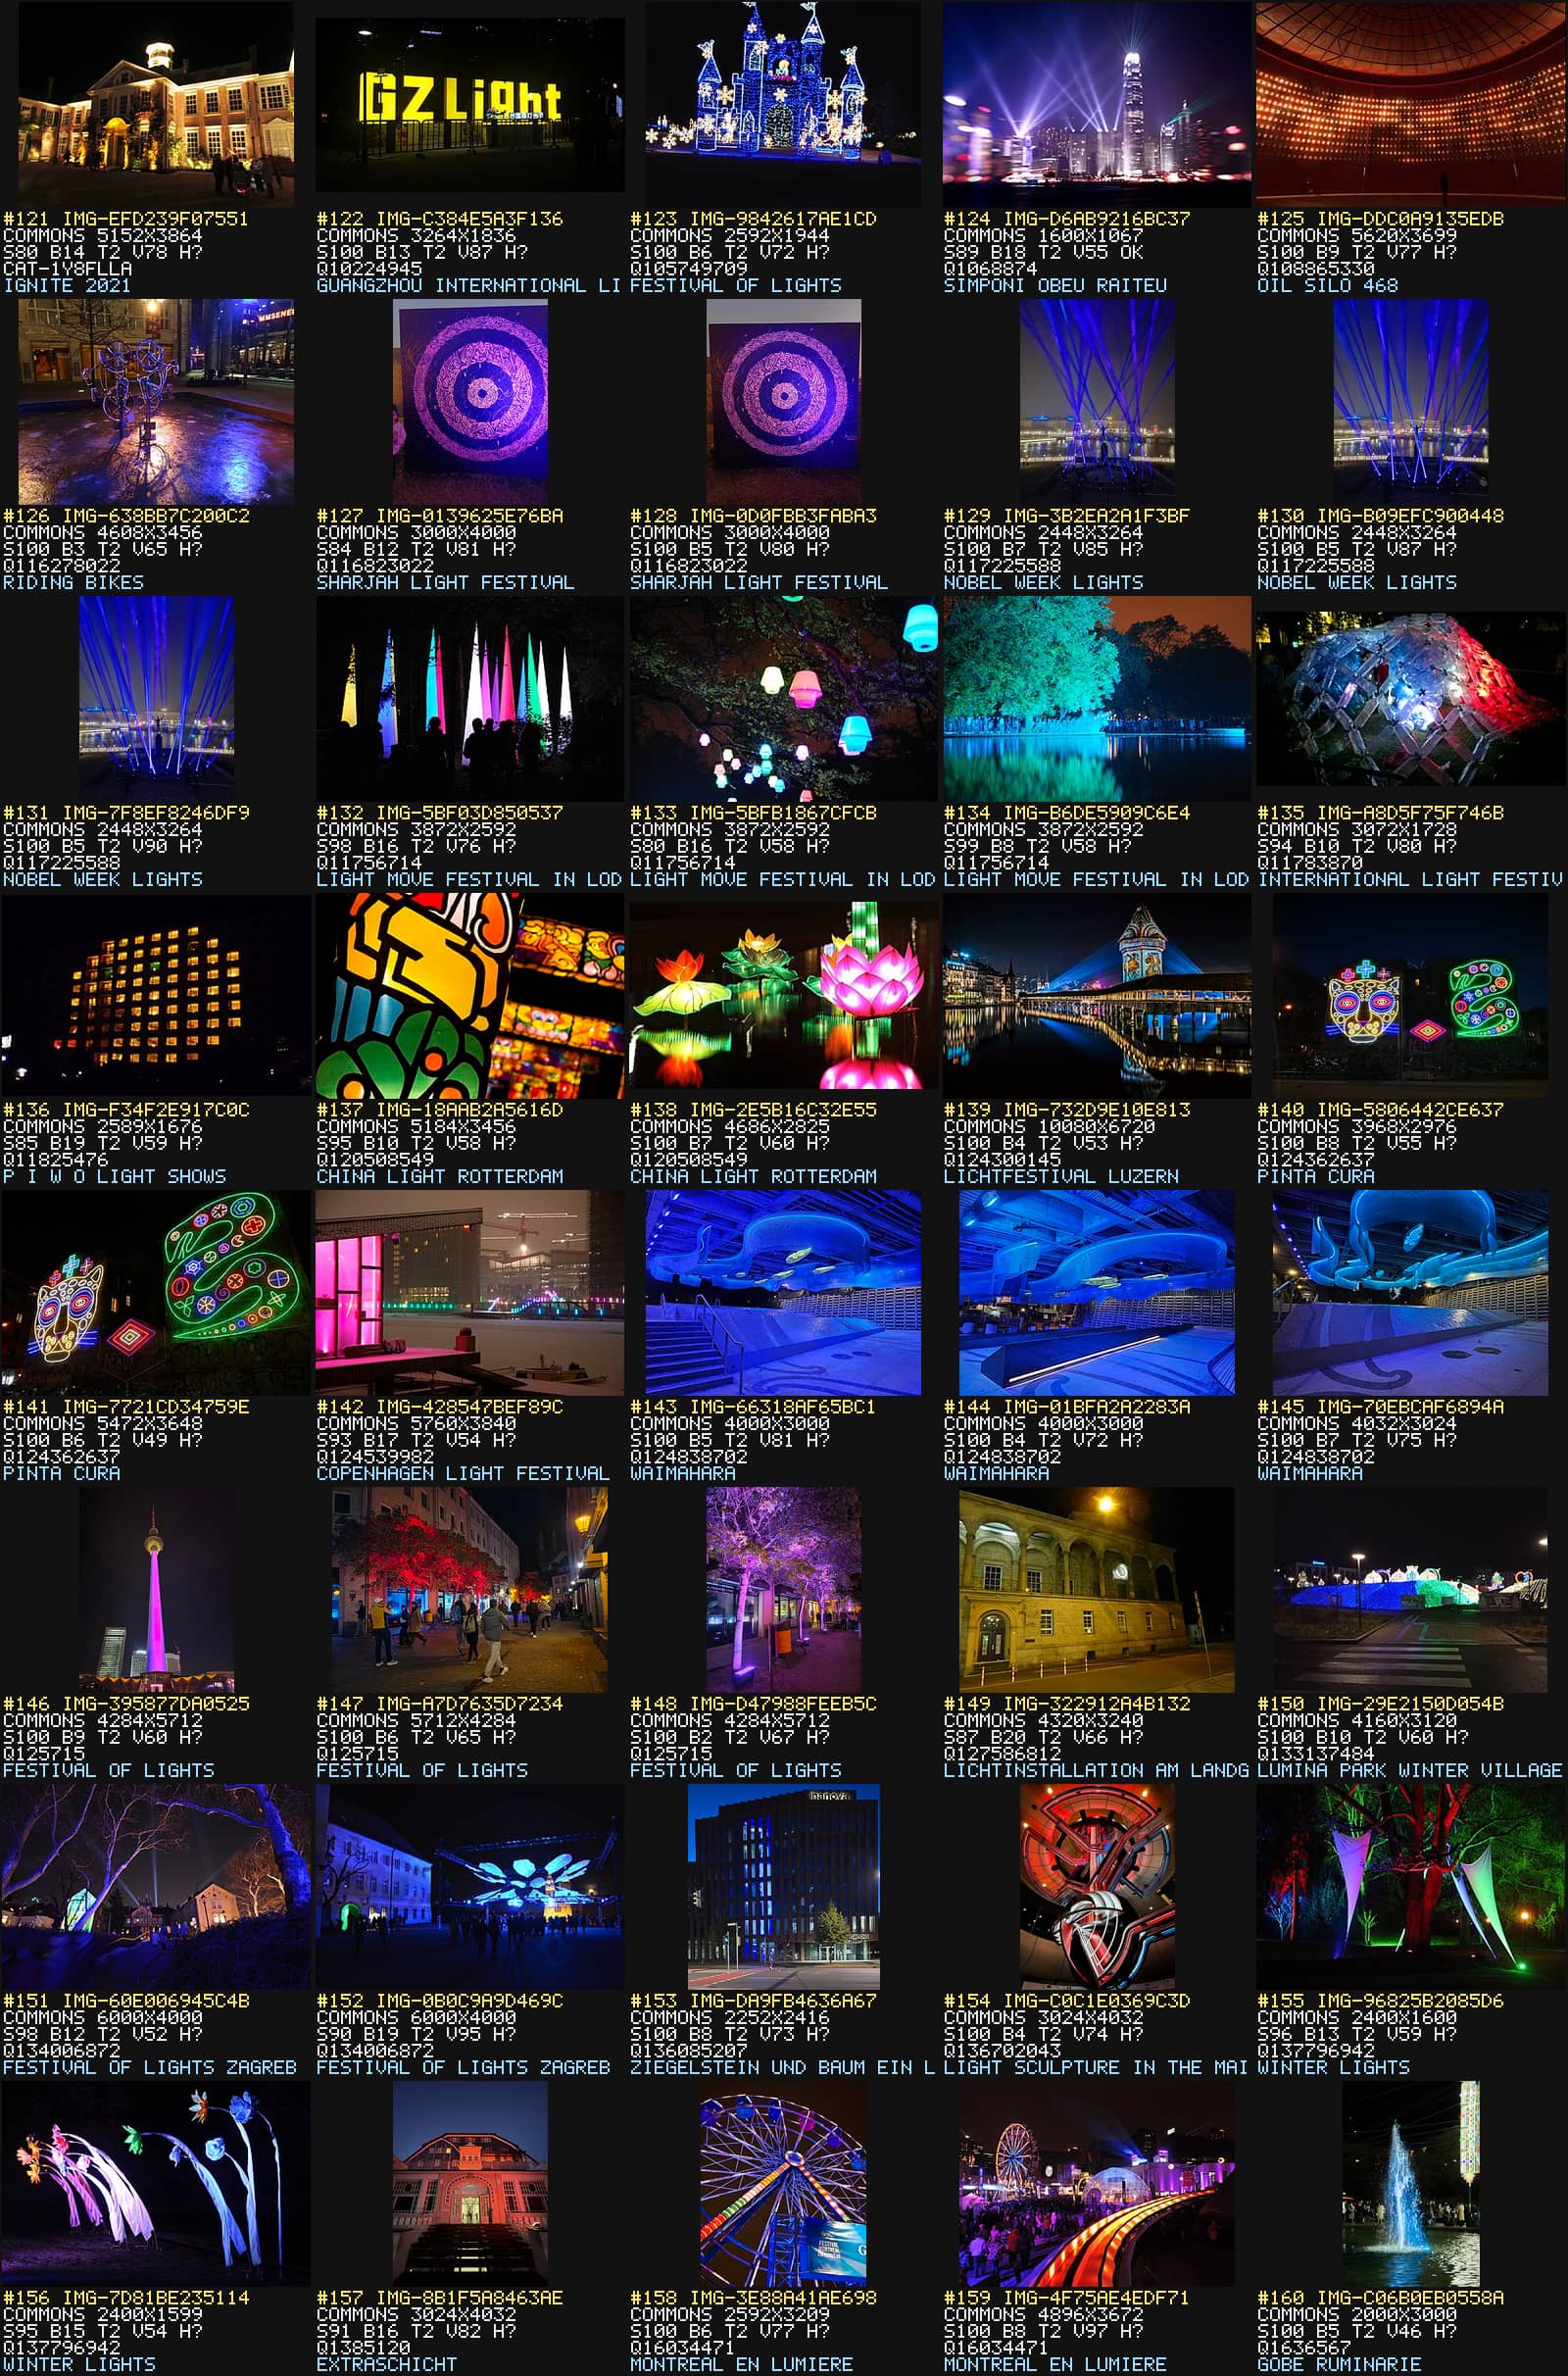 GZ Light
#121 IMG-EFD239F07551
COMMONS 5152X3864
S80 B14 T2 V78 H?
CAT-1Y8FLLA
IGNITE 2021
#122 IMG-C384E5A3F136
COMMONS 3264X1836
S100 B13 T2 V87 H?
Q10224945
GUANGZHOU INTERNATIONAL LI
#123 IMG-9842617AE1CD
COMMONS 2592X1944
S100 B6 T2 V72 H?
Q105749709
FESTIVAL OF LIGHTS
#124 IMG-D6AB9216BC37
COMMONS 1600X1067
S89 B18 T2 V55 OK
Q1068874
SIMPONI OBEU RAITEU
#125 IMG-DDC0A9135EDB
COMMONS 5620X3699
S100 B9 T2 V77 H?
Q108865330
OIL SILO 468
#126 IMG-638BB7C200C2
COMMONS 4608X3456
S100 B3 T2 V65 H?
Q116278022
RIDING BIKES
#127 IMG-0139625E76BA
COMMONS 3000X4000
S84 B12 T2 V81 H?
Q116823022
SHARJAH LIGHT FESTIVAL
#128 IMG-0D0FBB3FABA3
COMMONS 3000X4000
S100 B5 T2 V80 H?
Q116823022
SHARJAH LIGHT FESTIVAL
#129 IMG-3B2EA2A1F3BF
COMMONS 2448X3264
S100 B7 T2 V85 H?
Q117225588
NOBEL WEEK LIGHTS
#130 IMG-B09EFC900448
COMMONS 2448X3264
S100 B5 T2 V87 H?
Q117225588
NOBEL WEEK LIGHTS
#131 IMG-7F8EF8246DF9
COMMONS 2448X3264
S100 B5 T2 V90 H?
Q117225588
NOBEL WEEK LIGHTS
#132 IMG-5BF03D850537
COMMONS 3872X2592
S98 B16 T2 V76 H?
Q11756714
LIGHT MOVE FESTIVAL IN LOD
#133 IMG-5BFB1867CFCB
COMMONS 3872X2592
S80 B16 T2 V58 H?
Q11756714
LIGHT MOVE FESTIVAL IN LOD
#134 IMG-B6DE5909C6E4
COMMONS 3872X2592
S99 B8 T2 V58 H?
Q11756714
LIGHT MOVE FESTIVAL IN LOD
#135 IMG-A8D5F75F746B
COMMONS 3072X1728
S94 B10 T2 V80 H?
Q11783870
INTERNATIONAL LIGHT FESTIV
#136 IMG-F34F2E917C0C
COMMONS 2589X1676
S85 B19 T2 V59 H?
Q11825476
P I W O LIGHT SHOWS
#137 IMG-18AAB2A5616D
COMMONS 5184X3456
S95 B10 T2 V58 H?
Q120508549
CHINA LIGHT ROTTERDAM
#138 IMG-2E5B16C32E55
COMMONS 4686X2825
S100 B7 T2 V60 H?
Q120508549
CHINA LIGHT ROTTERDAM
#139 IMG-732D9E10E813
COMMONS 10080X6720
S100 B4 T2 V53 H?
Q124300145
LICHTFESTIVAL LUZERN
#140 IMG-5806442CE637
COMMONS 3968X2976
S100 B8 T2 V55 H?
Q124362637
PINTA CURA
#141 IMG-7721CD34759E
COMMONS 5472X3648
S100 B6 T2 V49 H?
Q124362637
PINTA CURA
#142 IMG-428547BEF89C
COMMONS 5760X3840
S93 B17 T2 V54 H?
Q124539982
COPENHAGEN LIGHT FESTIVAL
#143 IMG-66318AF65BC1
COMMONS 4000X3000
S100 B5 T2 V81 H?
Q124838702
WAIMAHARA
#144 IMG-01BFA2A2283A
COMMONS 4000X3000
S100 B4 T2 V72 H?
Q124838702
WAIMAHARA
#145 IMG-70EBCAF6894A
COMMONS 4032X3024
S100 B7 T2 V75 H?
Q124838702
WAIMAHARA
#146 IMG-395877DA0525
COMMONS 4284X5712
S100 B9 T2 V60 H?
Q125715
FESTIVAL OF LIGHTS
#147 IMG-A7D7635D7234
COMMONS 5712X4284
S100 B6 T2 V65 H?
Q125715
FESTIVAL OF LIGHTS
#148 IMG-D47988FEEB5C
COMMONS 4284X5712
S100 B2 T2 V67 H?
Q125715
FESTIVAL OF LIGHTS
#149 IMG-322912A4B132
COMMONS 4320X3240
S87 B20 T2 V66 H?
Q127586812
LICHTINSTALLATION AM LANDG
#150 IMG-29E2150D054B
COMMONS 4160X3120
S100 B10 T2 V60 H?
Q133137484
LUMINA PARK WINTER VILLAGE
#151 IMG-60E006945C4B
COMMONS 6000X4000
S98 B12 T2 V52 H?
Q134006872
FESTIVAL OF LIGHTS ZAGREB
#152 IMG-0B0C9A9D469C
COMMONS 6000X4000
S90 B19 T2 V95 H?
Q134006872
FESTIVAL OF LIGHTS ZAGREB
hanova
#153 IMG-DA9FB4636A67
COMMONS 2252X2416
S100 B8 T2 V73 H?
Q136085207
ZIEGELSTEIN UND BAUM EIN L
#154 IMG-C0C1E0369C3D
COMMONS 3024X4032
S100 B4 T2 V74 H?
Q136702043
LIGHT SCULPTURE IN THE MAI
#155 IMG-96825B2085D6
COMMONS 2400X1600
S96 B13 T2 V59 H?
Q137796942
WINTER LIGHTS
#156 IMG-7D81BE235114
COMMONS 2400X1599
S95 B15 T2 V54 H?
Q137796942
WINTER LIGHTS
#157 IMG-8B1F5A8463AE
COMMONS 3024X4032
S91 B16 T2 V82 H?
Q1385120
EXTRASCHICHT
#158 IMG-3E88A41AE698
COMMONS 2592X3209
S100 B6 T2 V77 H?
Q16034471
MONTREAL EN LUMIERE
#159 IMG-4F75AE4EDF71
COMMONS 4896X3672
S100 B8 T2 V97 H?
Q16034471
MONTREAL EN LUMIERE
#160 IMG-C06B0EB0558A
COMMONS 2000X3000
S100 B5 T2 V46 H?
Q1636567
GOBE RUMINARIE